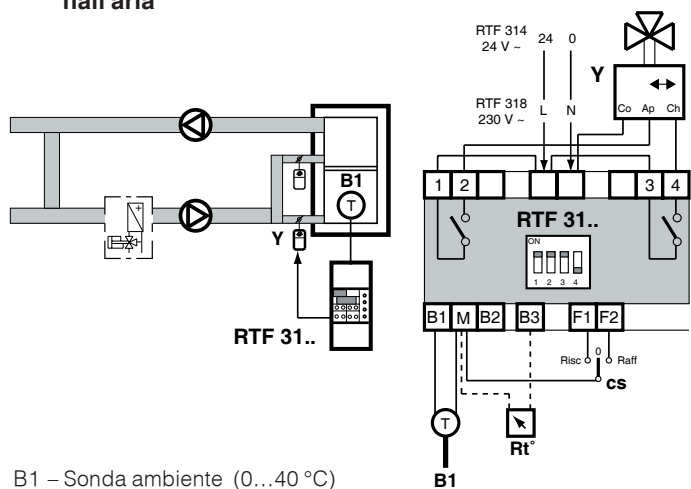 aria
B1
T
Y
RTF 31..
RTF 314
24 V ~
24 0
RTF 318
230 V ~
L N
Y
Co Ap Ch
1 2 3 4
RTF 31..
ON
1 2 3 4
B1 M B2 B3 F1 F2
Risc 0 Raff
cs
T
Rt°
B1
B1 – Sonda ambiente (0…40 °C)